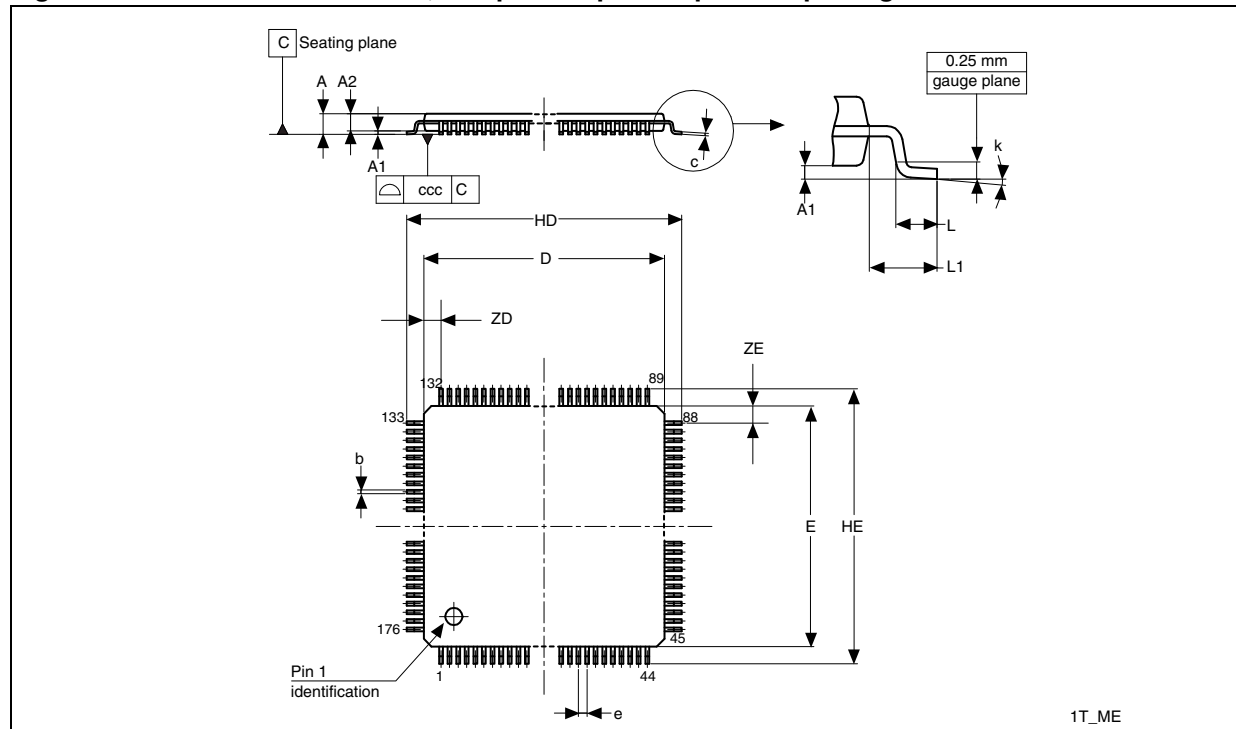 C Seating plane
0.25 mm
gauge plane
A A2
A1
c
k
ccc C
A1
L
L1
HD
D
ZD
ZE
132
89
133
88
b
E
HE
176
45
Pin 1
identification
1
44
e
1T_ME